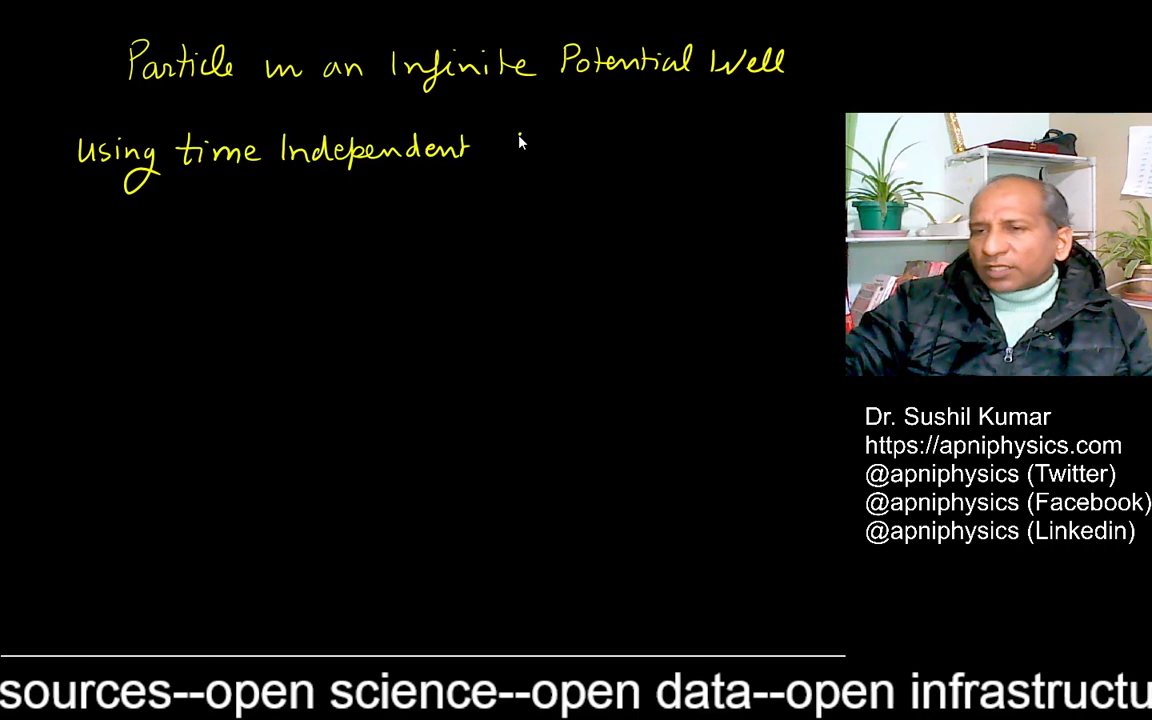 Particle in an Infinite Potential Well
Using time Independent
Dr. Sushil Kumar
https://apniphysics.com
@apniphysics (Twitter)
@apniphysics (Facebook)
@apniphysics (Linkedin)
sources--open science--open data--open infrastructu